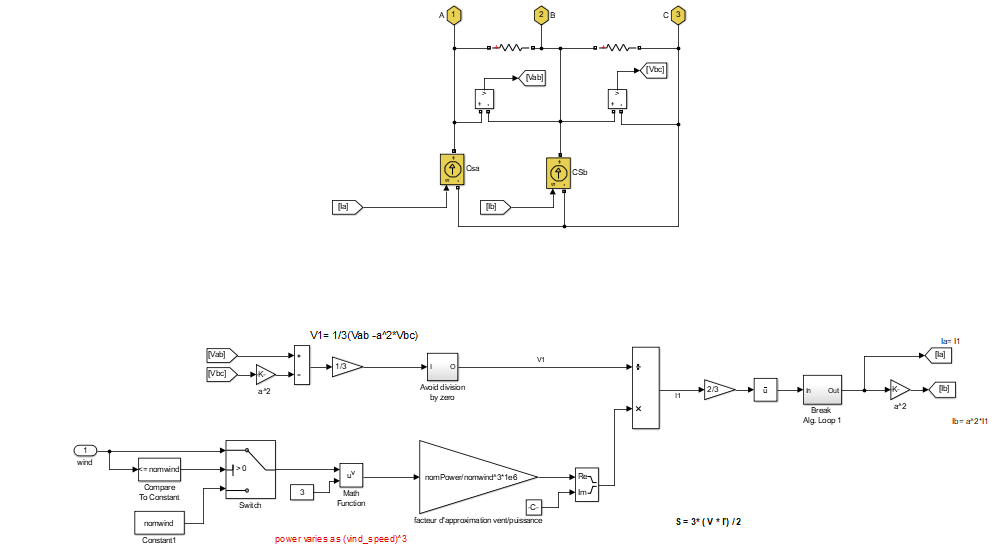 A 1 2 B C 3
[Vab] [Vbc]
Csa CSb
[Ia] [Ib]
V1= 1/3(Vab -a^2*Vbc)
[Vab]
[Vbc] K- 1/3 I O V1
a^2
Avoid division
by zero
I1 2/3 ū In Out
Break
Alg. Loop 1
Ia= I1
[Ia]
K- [Ib]
a^2
Ib= a^2*I1
1
wind
<= nomwind
Compare
To Constant
> 0
Switch
nomwind
Constant1
3
u^v
Math
Function
nomPower/nomwind^3*1e6
facteur d'approximation vent/puissance
Re
Im
-C-
S = 3* ( V * I') / 2
power varies as (vind_speed)^3